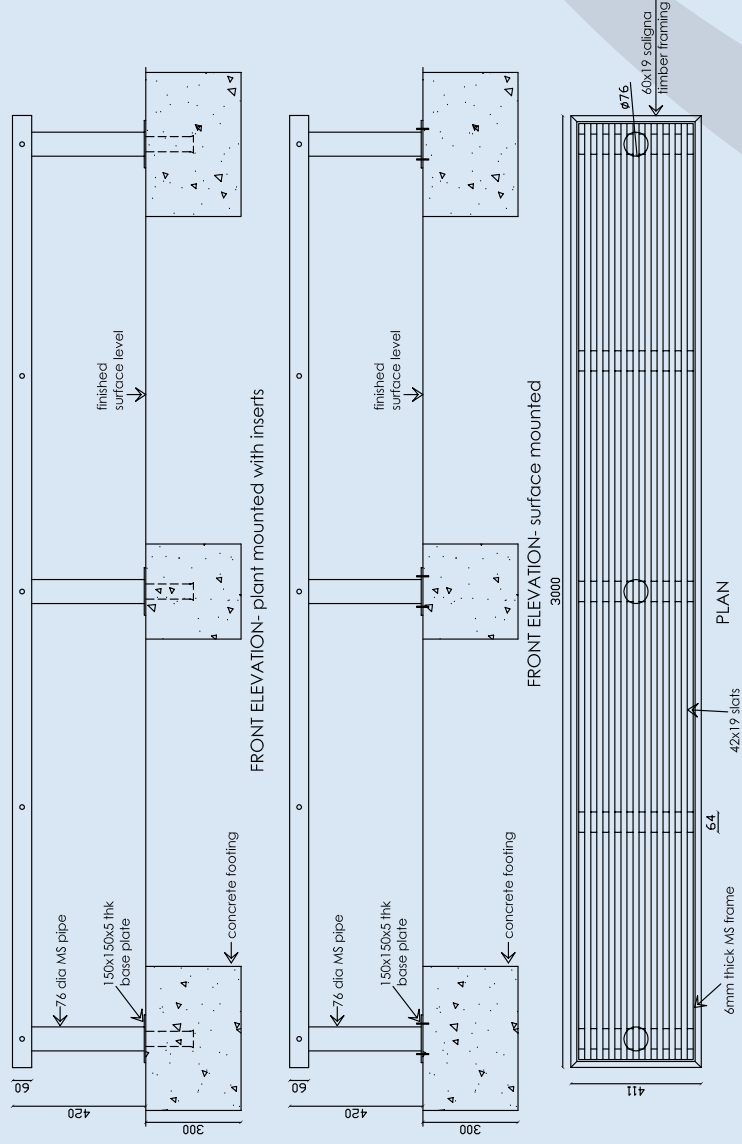 60
420
300
76 dia MS pipe
150x150x5 thk
base plate
concrete footing
finished
surface level
FRONT ELEVATION- plant mounted with inserts
60
420
300
76 dia MS pipe
150x150x5 thk
base plate
concrete footing
finished
surface level
FRONT ELEVATION- surface mounted
3000
411
6mm thick MS frame
64
42x19 slats
PLAN
ø76
60x19 saligna
timber framing